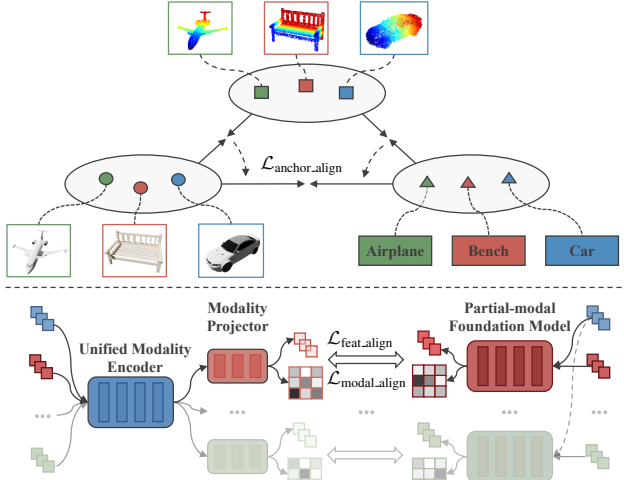 ℒanchor_align
Airplane
Bench
Car
Modality
Projector
ℒfeat_align
Partial-modal
Foundation Model
Unified Modality
Encoder
ℒmodal_align
...
...
...
...